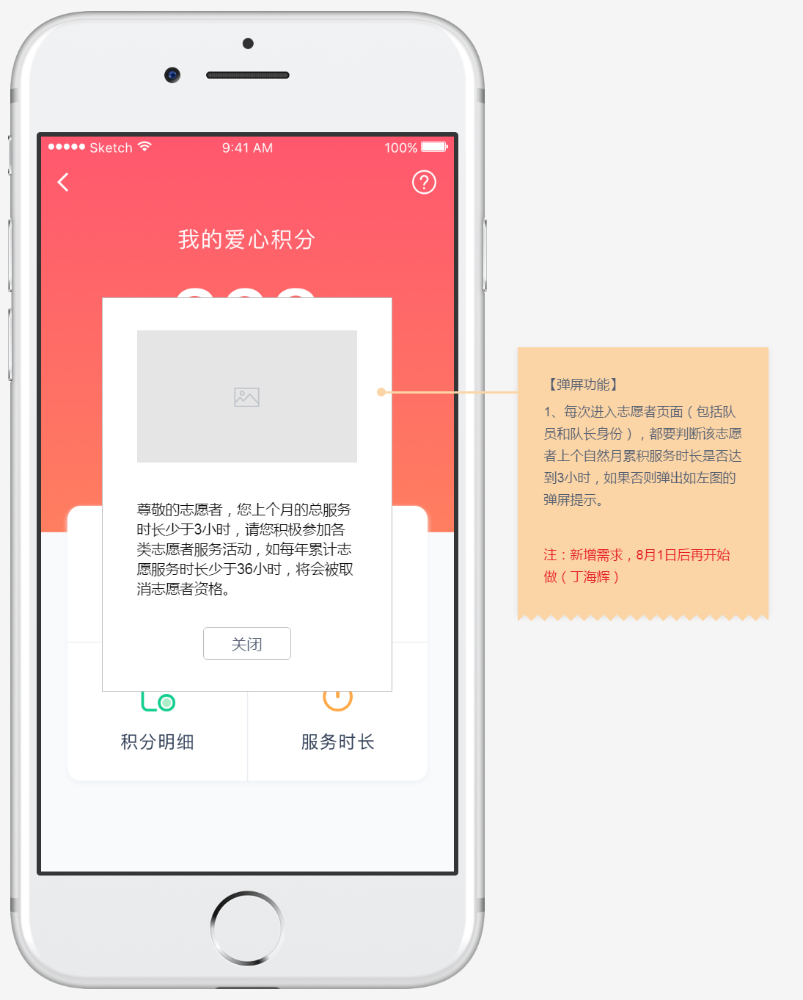 Sketch 9:41 AM 100%
我的爱心积分
尊敬的志愿者，您上个月的总服务
时长少于3小时，请您积极参加各
类志愿者服务活动，如每年累计志
愿服务时长少于36小时，将会被取
消志愿者资格。
关闭
积分明细 服务时长
【弹屏功能】
1、每次进入志愿者页面（包括队
员和队长身份），都要判断该志愿
者上个自然月累积服务时长是否达
到3小时，如果否则弹出如左图的
弹屏提示。
注：新增需求，8月1日后再开始
做（丁海辉）